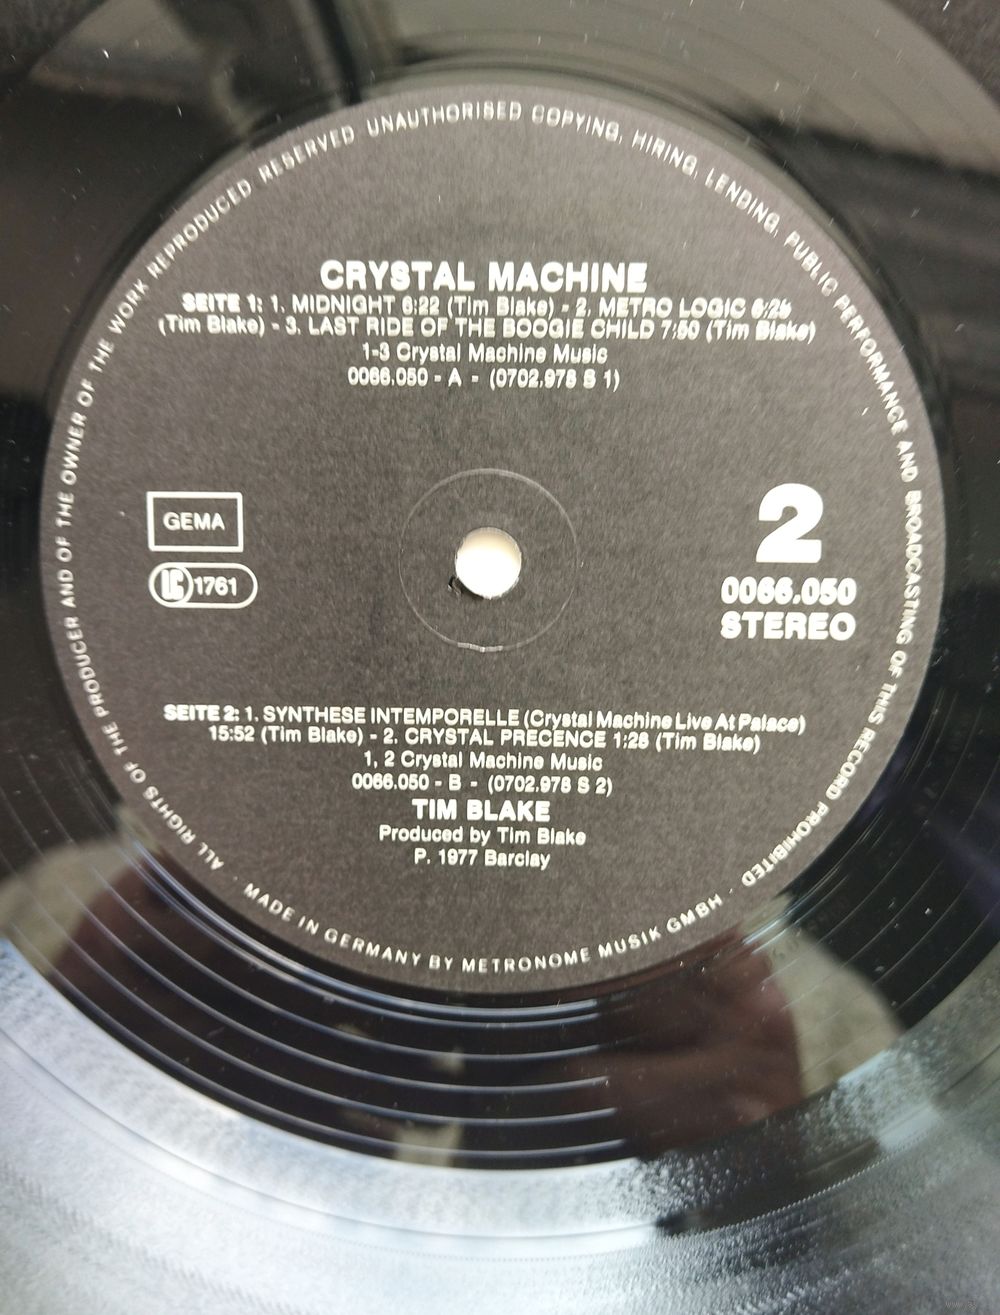 ALL RIGHTS OF THE PRODUCER AND OF THE OWNER OF THE WORK REPRODUCED RESERVED UNAUTHORISED COPYING, HIRING, LENDING, PUBLIC PERFORMANCE AND BROADCASTING OF THIS RECORD PROHIBITED
CRYSTAL MACHINE
SEITE 1: 1. MIDNIGHT 6:22 (Tim Blake) - 2. METRO LOGIC
(Tim Blake) - 3. LAST RIDE OF THE BOOGIE CHILD 7:50 (Tim Blake)
1-3 Crystal Machine Music
0066.050 - A - (0702.978 S 1)
GEMA
LC 1761
2
0066.050
STEREO
SEITE 2: 1. SYNTHESE INTEMPORELLE (Crystal Machine Live At Palace)
15:52 (Tim Blake) - 2. CRYSTAL PRECENCE 1:28 (Tim Blake)
1, 2 Crystal Machine Music
0066.050 - B - (0702.978 S 2)
TIM BLAKE
Produced by Tim Blake
P. 1977 Barclay
· MADE IN GERMANY BY METRONOME MUSIK GMBH ·